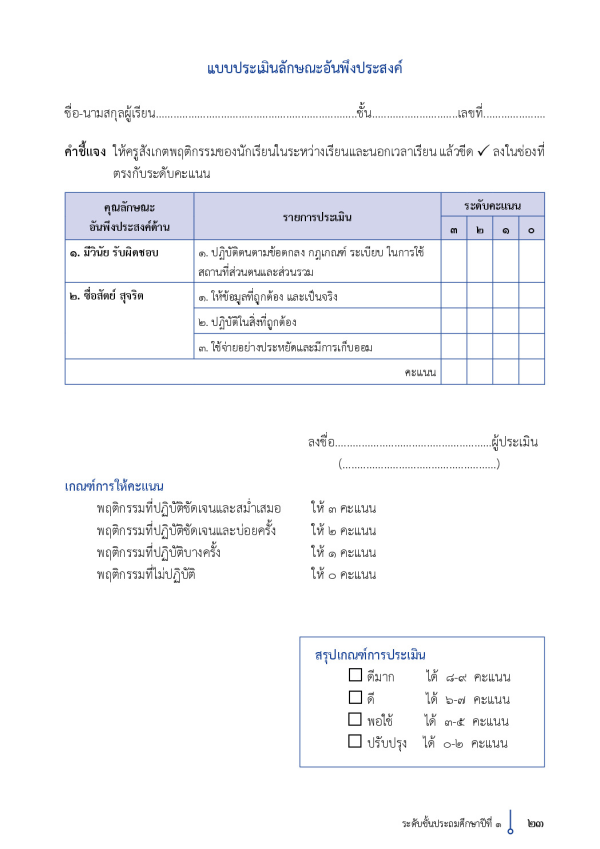 แบบประเมินลักษณะอันพึงประสงค์
ชื่อ-นามสกุลผู้เรียน....................................................................ชั้น.............................เลขที่.....................
คำชี้แจง ให้ครูสังเกตพฤติกรรมของนักเรียนในระหว่างเรียนและนอกเวลาเรียน แล้วขีด ✓ ลงในช่องที่
ตรงกับระดับคะแนน
คุณลักษณะ
อันพึงประสงค์ด้าน
รายการประเมิน
ระดับคะแนน
๓ ๒ ๑ ๐
๑. มีวินัย รับผิดชอบ
๑. ปฏิบัติตนตามข้อตกลง กฎเกณฑ์ ระเบียบ ในการใช้
สถานที่ส่วนตนและส่วนรวม
๒. ซื่อสัตย์ สุจริต
๑. ให้ข้อมูลที่ถูกต้อง และเป็นจริง
๒. ปฏิบัติในสิ่งที่ถูกต้อง
๓. ใช้จ่ายอย่างประหยัดและมีการเก็บออม
คะแนน
ลงชื่อ.....................................................ผู้ประเมิน
(....................................................)
เกณฑ์การให้คะแนน
พฤติกรรมที่ปฏิบัติชัดเจนและสม่ำเสมอ ให้ ๓ คะแนน
พฤติกรรมที่ปฏิบัติชัดเจนและบ่อยครั้ง ให้ ๒ คะแนน
พฤติกรรมที่ปฏิบัติบางครั้ง ให้ ๑ คะแนน
พฤติกรรมที่ไม่ปฏิบัติ ให้ ๐ คะแนน
สรุปเกณฑ์การประเมิน
☐ ดีมาก ได้ ๘-๙ คะแนน
☐ ดี ได้ ๖-๗ คะแนน
☐ พอใช้ ได้ ๓-๕ คะแนน
☐ ปรับปรุง ได้ ๐-๒ คะแนน
ระดับชั้นประถมศึกษาปีที่ ๑ ๒๓